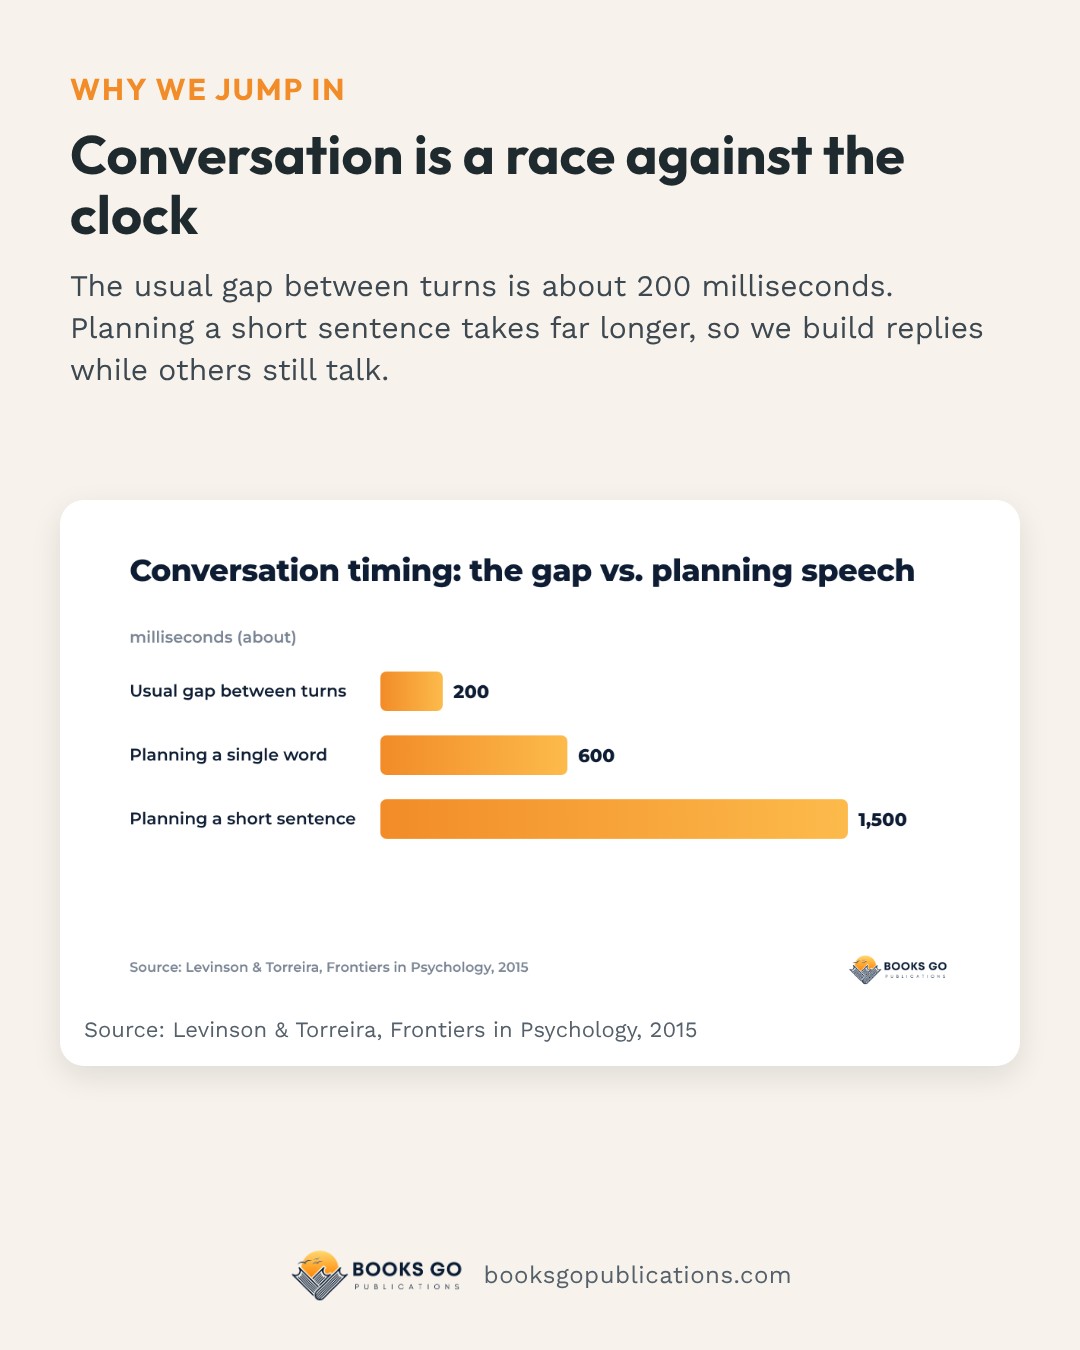 WHY WE JUMP IN
Conversation is a race against the
clock
The usual gap between turns is about 200 milliseconds.
Planning a short sentence takes far longer, so we build replies
while others still talk.
Conversation timing: the gap vs. planning speech
milliseconds (about)
Usual gap between turns 200
Planning a single word 600
Planning a short sentence 1,500
Source: Levinson & Torreira, Frontiers in Psychology, 2015
BOOKS GO
PUBLICATIONS
Source: Levinson & Torreira, Frontiers in Psychology, 2015
BOOKS GO
PUBLICATIONS
booksgopublications.com